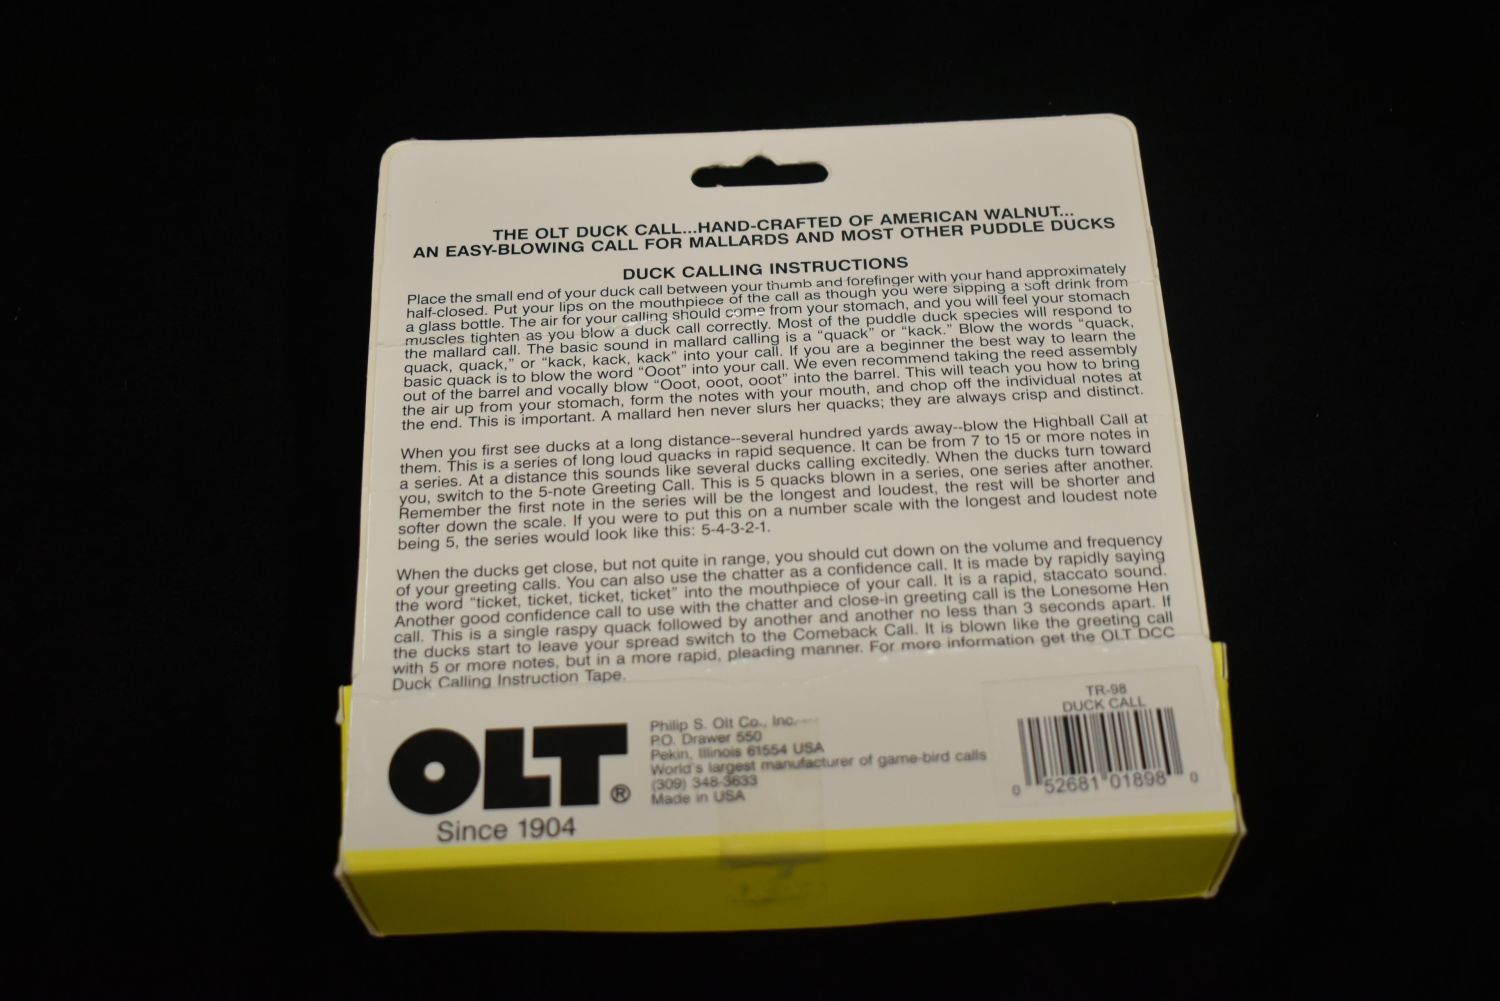 THE OLT DUCK CALL...HAND-CRAFTED OF AMERICAN WALNUT...
AN EASY-BLOWING CALL FOR MALLARDS AND MOST OTHER PUDDLE DUCKS
DUCK CALLING INSTRUCTIONS
Place the small end of your duck call between your thumb and forefinger with your hand approximately
half-closed. Put your lips on the mouthpiece of the call as though you were sipping a soft drink from
a glass bottle. The air for your calling should come from your stomach, and you will feel your stomach
muscles tighten as you blow a duck call correctly. Most of the puddle duck species will respond to
the mallard call. The basic sound in mallard calling is a “quack” or “kack.” Blow the words “quack,
quack, quack,” or “kack, kack, kack” into your call. If you are a beginner the best way to learn the
basic quack is to blow the word “Ooot” into your call. We even recommend taking the reed assembly
out of the barrel and vocally blow “Ooot, ooot, ooot” into the barrel. This will teach you how to bring
the air up from your stomach, form the notes with your mouth, and chop off the individual notes at
the end. This is important. A mallard hen never slurs her quacks; they are always crisp and distinct.
When you first see ducks at a long distance--several hundred yards away--blow the Highball Call at
them. This is a series of long loud quacks in rapid sequence. It can be from 7 to 15 or more notes in
a series. At a distance this sounds like several ducks calling excitedly. When the ducks turn toward
you, switch to the 5-note Greeting Call. This is 5 quacks blown in a series, one series after another.
Remember the first note in the series will be the longest and loudest, the rest will be shorter and
softer down the scale. If you were to put this on a number scale with the longest and loudest note
being 5, the series would look like this: 5-4-3-2-1.
When the ducks get close, but not quite in range, you should cut down on the volume and frequency
of your greeting calls. You can also use the chatter as a confidence call. It is made by rapidly saying
the word “ticket, ticket, ticket, ticket” into the mouthpiece of your call. It is a rapid, staccato sound.
Another good confidence call to use with the chatter and close-in greeting call is the Lonesome Hen
call. This is a single raspy quack followed by another and another no less than 3 seconds apart. If
the ducks start to leave your spread switch to the Comeback Call. It is blown like the greeting call
with 5 or more notes, but in a more rapid, pleading manner. For more information get the OLT DCC
Duck Calling Instruction Tape.
OLT®
Since 1904
Philip S. Olt Co., Inc.
P.O. Drawer 550
Pekin, Illinois 61554 USA
World's largest manufacturer of game-bird calls
(309) 348-3633
Made in USA
TR-98
DUCK CALL
0 52681 01898 0